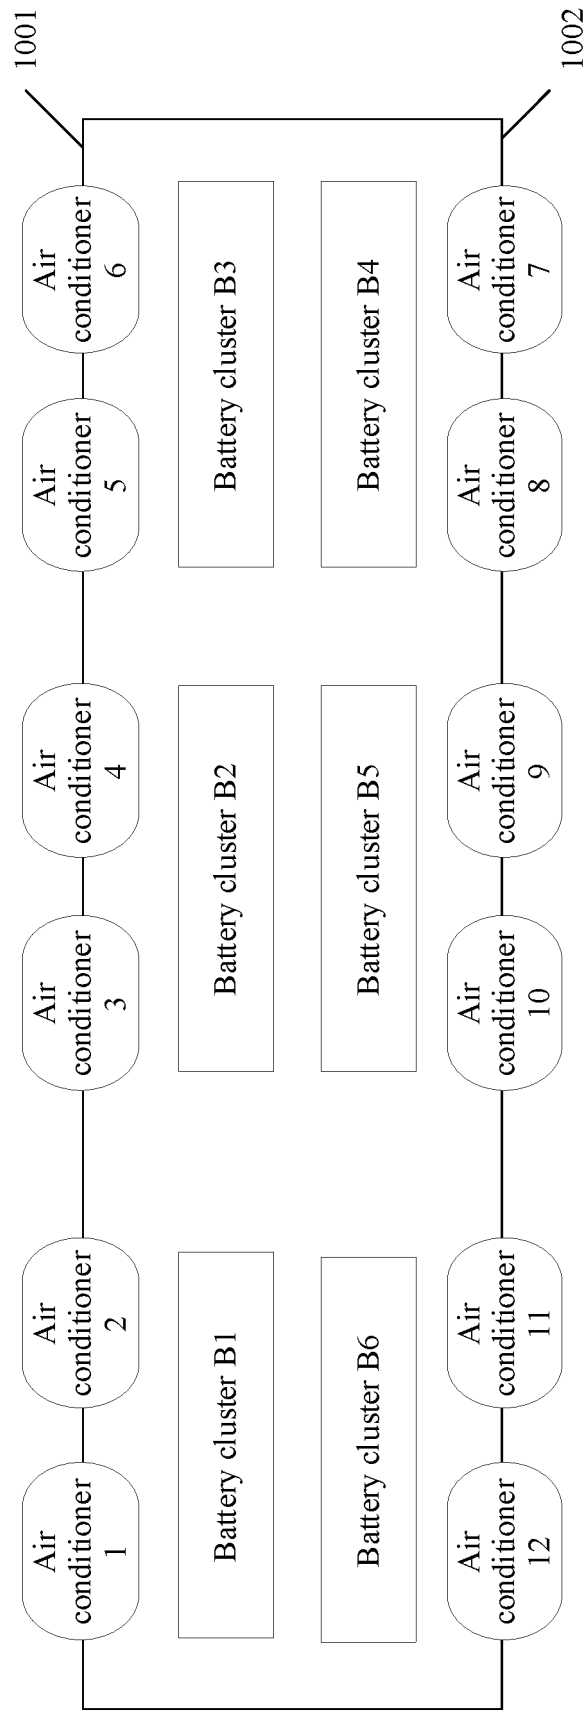 1001
Air
conditioner
1
Air
conditioner
2
Air
conditioner
3
Air
conditioner
4
Air
conditioner
5
Air
conditioner
6
Battery cluster B1
Battery cluster B2
Battery cluster B3
Battery cluster B6
Battery cluster B5
Battery cluster B4
Air
conditioner
12
Air
conditioner
11
Air
conditioner
10
Air
conditioner
9
Air
conditioner
8
Air
conditioner
7
1002